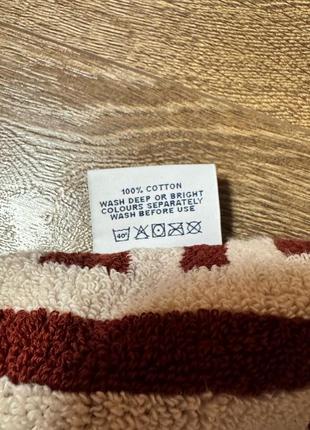 100% COTTON
WASH DEEP OR BRIGHT
COLOURS SEPARATELY
WASH BEFORE USE
40°